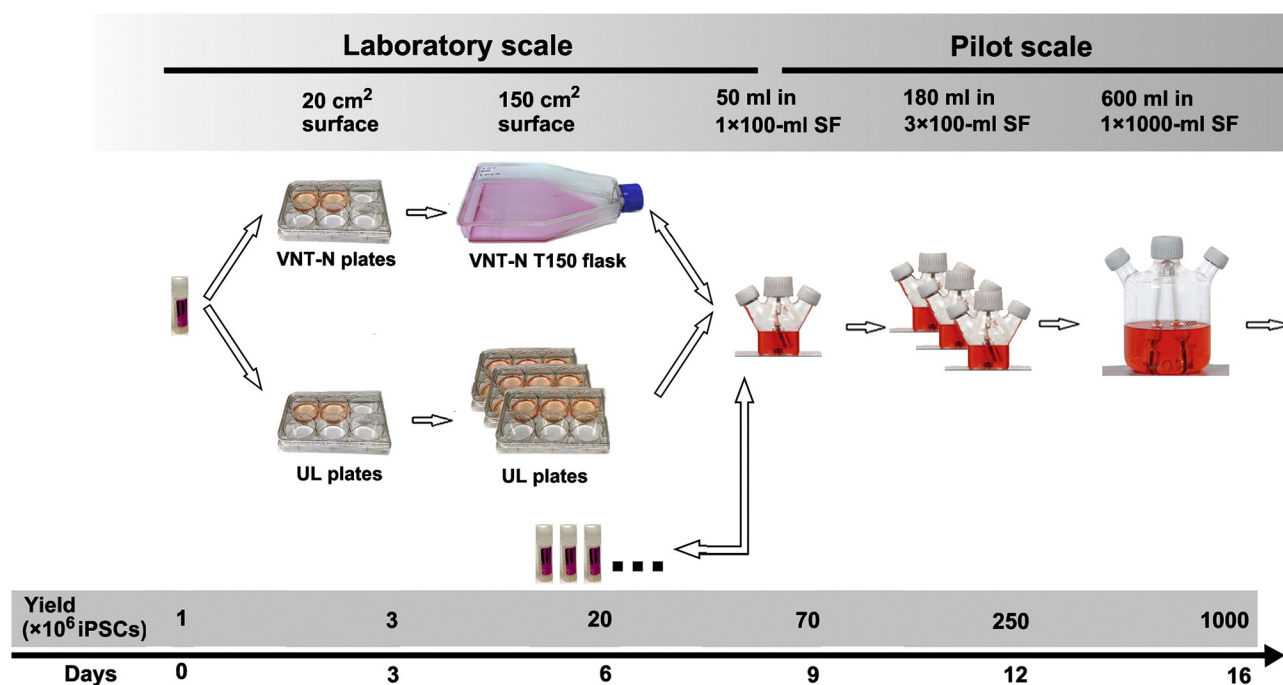 Laboratory scale
Pilot scale
20 cm²
surface
150 cm²
surface
50 ml in
1×100-ml SF
180 ml in
3×100-ml SF
600 ml in
1×1000-ml SF
VNT-N plates
VNT-N T150 flask
UL plates
UL plates
Yield
(×10⁶ iPSCs)
1
3
20
70
250
1000
Days
0
3
6
9
12
16